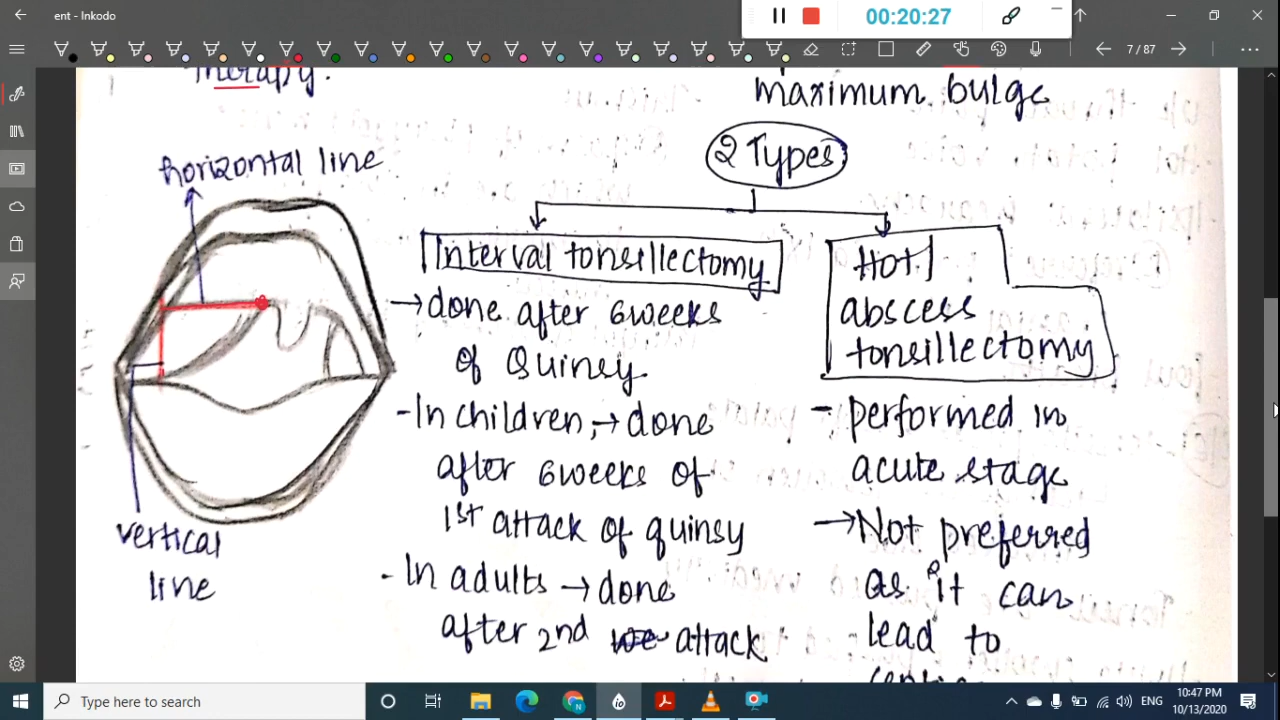 ent - Inkodo
00:20:27
7 / 87
therapy.
maximum bulge
2 Types
horizontal line
vertical
line
Interval tonsillectomy
→ done after 6weeks
of Quinsy
- In children, → done
after 6weeks of
1st attack of quinsy
- In adults → done
after 2nd attack
Hot
abscess
tonsillectomy
- performed in
acute stage
→ Not preferred
as it can
lead to
Type here to search
ENG
10:47 PM
10/13/2020